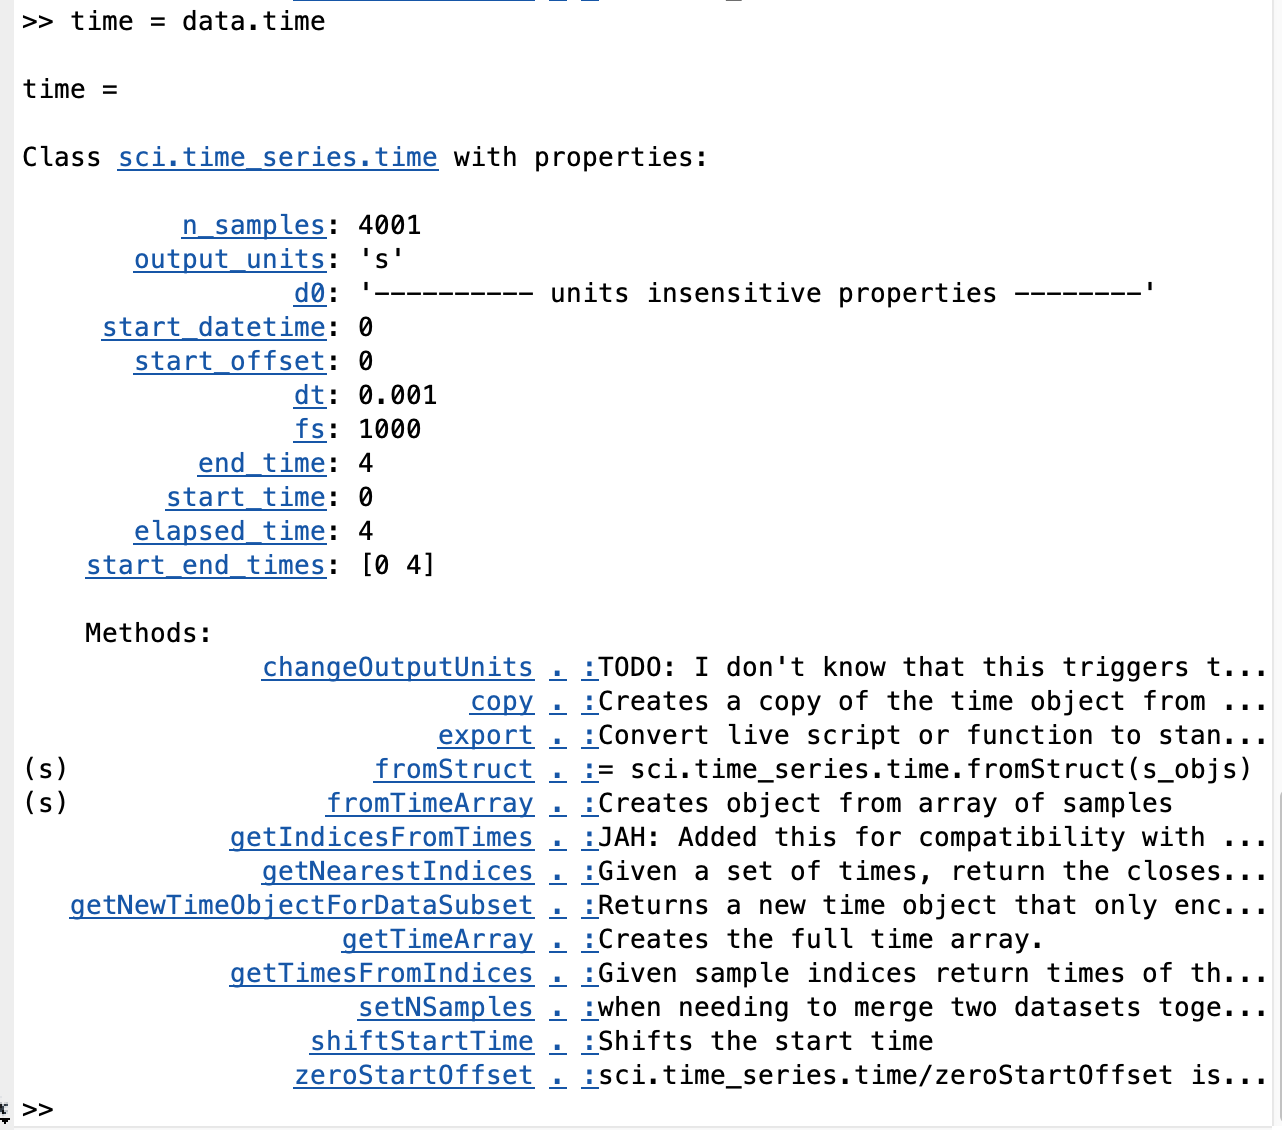 >> time = data.time
time =
Class sci.time_series.time with properties:
n_samples: 4001
output_units: 's'
d0: '---------- units insensitive properties --------'
start_datetime: 0
start_offset: 0
dt: 0.001
fs: 1000
end_time: 4
start_time: 0
elapsed_time: 4
start_end_times: [0 4]
Methods:
changeOutputUnits . :TODO: I don't know that this triggers t...
copy . :Creates a copy of the time object from ...
export . :Convert live script or function to stan...
(s) fromStruct . := sci.time_series.time.fromStruct(s_objs)
(s) fromTimeArray . :Creates object from array of samples
getIndicesFromTimes . :JAH: Added this for compatibility with ...
getNearestIndices . :Given a set of times, return the closes...
getNewTimeObjectForDataSubset . :Returns a new time object that only enc...
getTimeArray . :Creates the full time array.
getTimesFromIndices . :Given sample indices return times of th...
setNSamples . :when needing to merge two datasets toge...
shiftStartTime . :Shifts the start time
zeroStartOffset . :sci.time_series.time/zeroStartOffset is...
>>